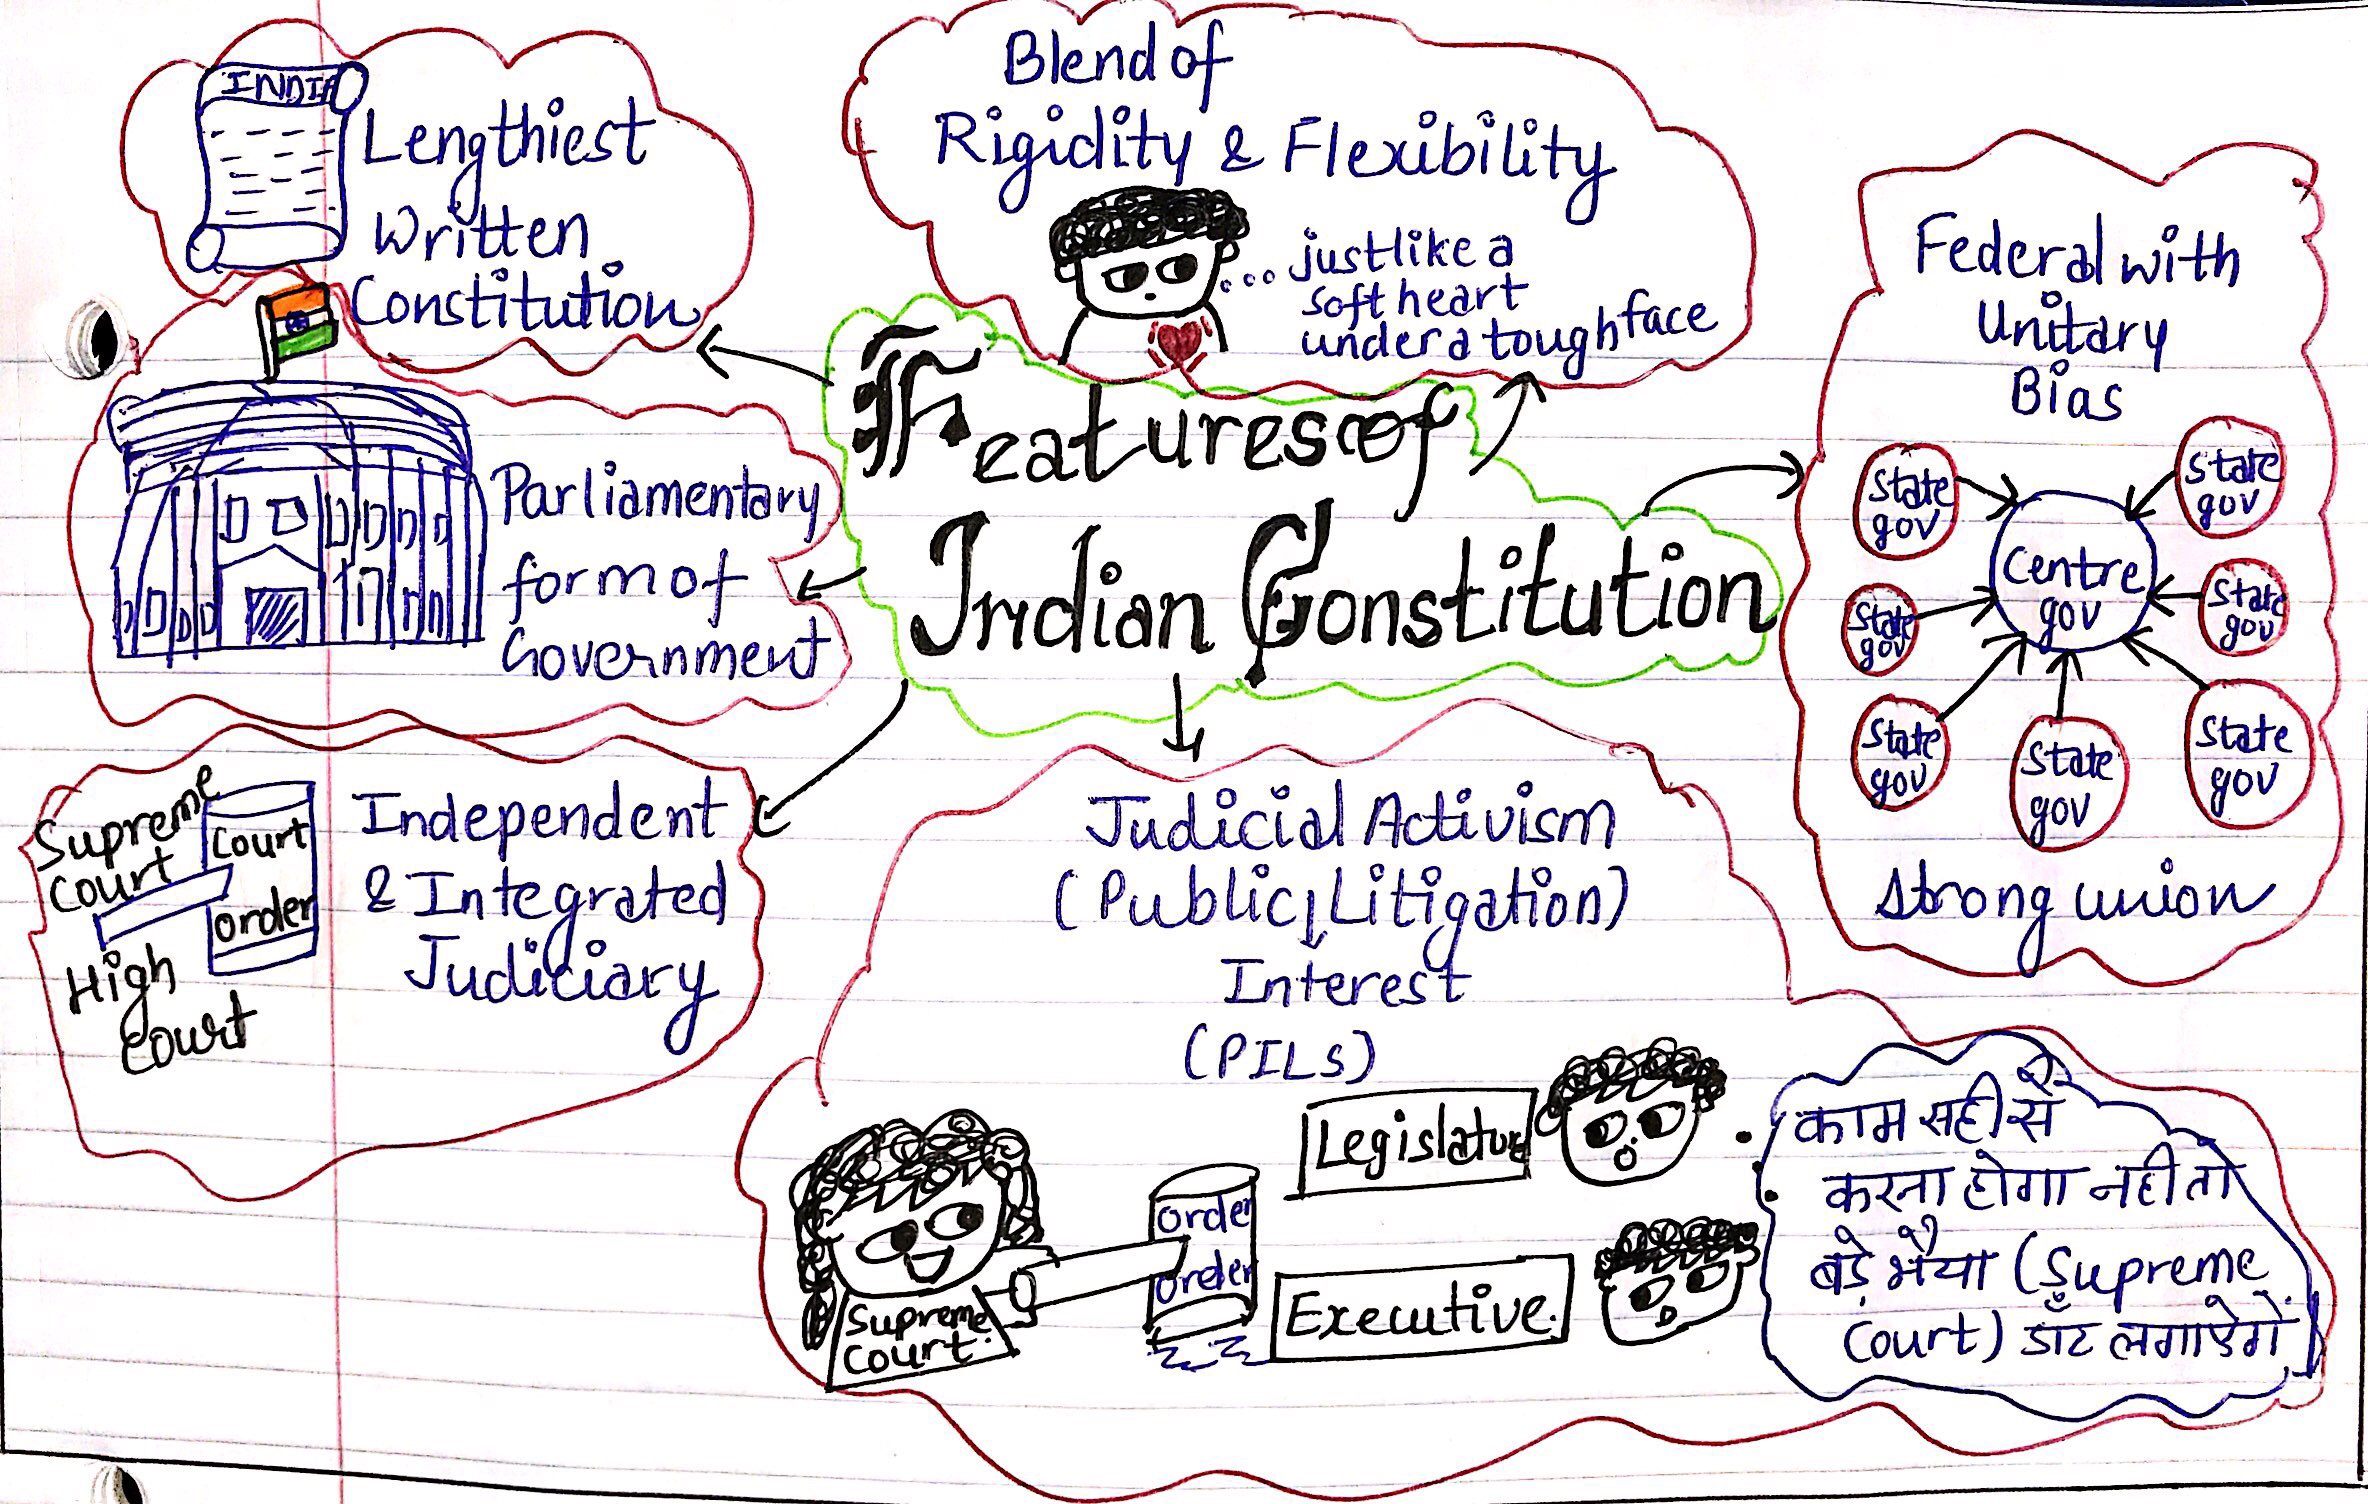 Features of
Indian Constitution
INDIA
Lengthiest
Written
Constitution
Blend of
Rigidity & Flexibility
... just like a
soft heart
under a tough face
Federal with
Unitary
Bias
State
gov
State
gov
Centre
gov
State
gov
State
gov
State
gov
State
gov
State
gov
Strong union
Parliamentary
form of
Government
Supreme
Court
Court
order
High
Court
Independent
& Integrated
Judiciary
Judicial Activism
(Public Litigation)
Interest
(PILs)
Supreme
Court.
order
order
Legislature
Executive.
काम सही से
करना होगा नही तो
बड़े भैया (Supreme
Court) डाँट लगाऐगें